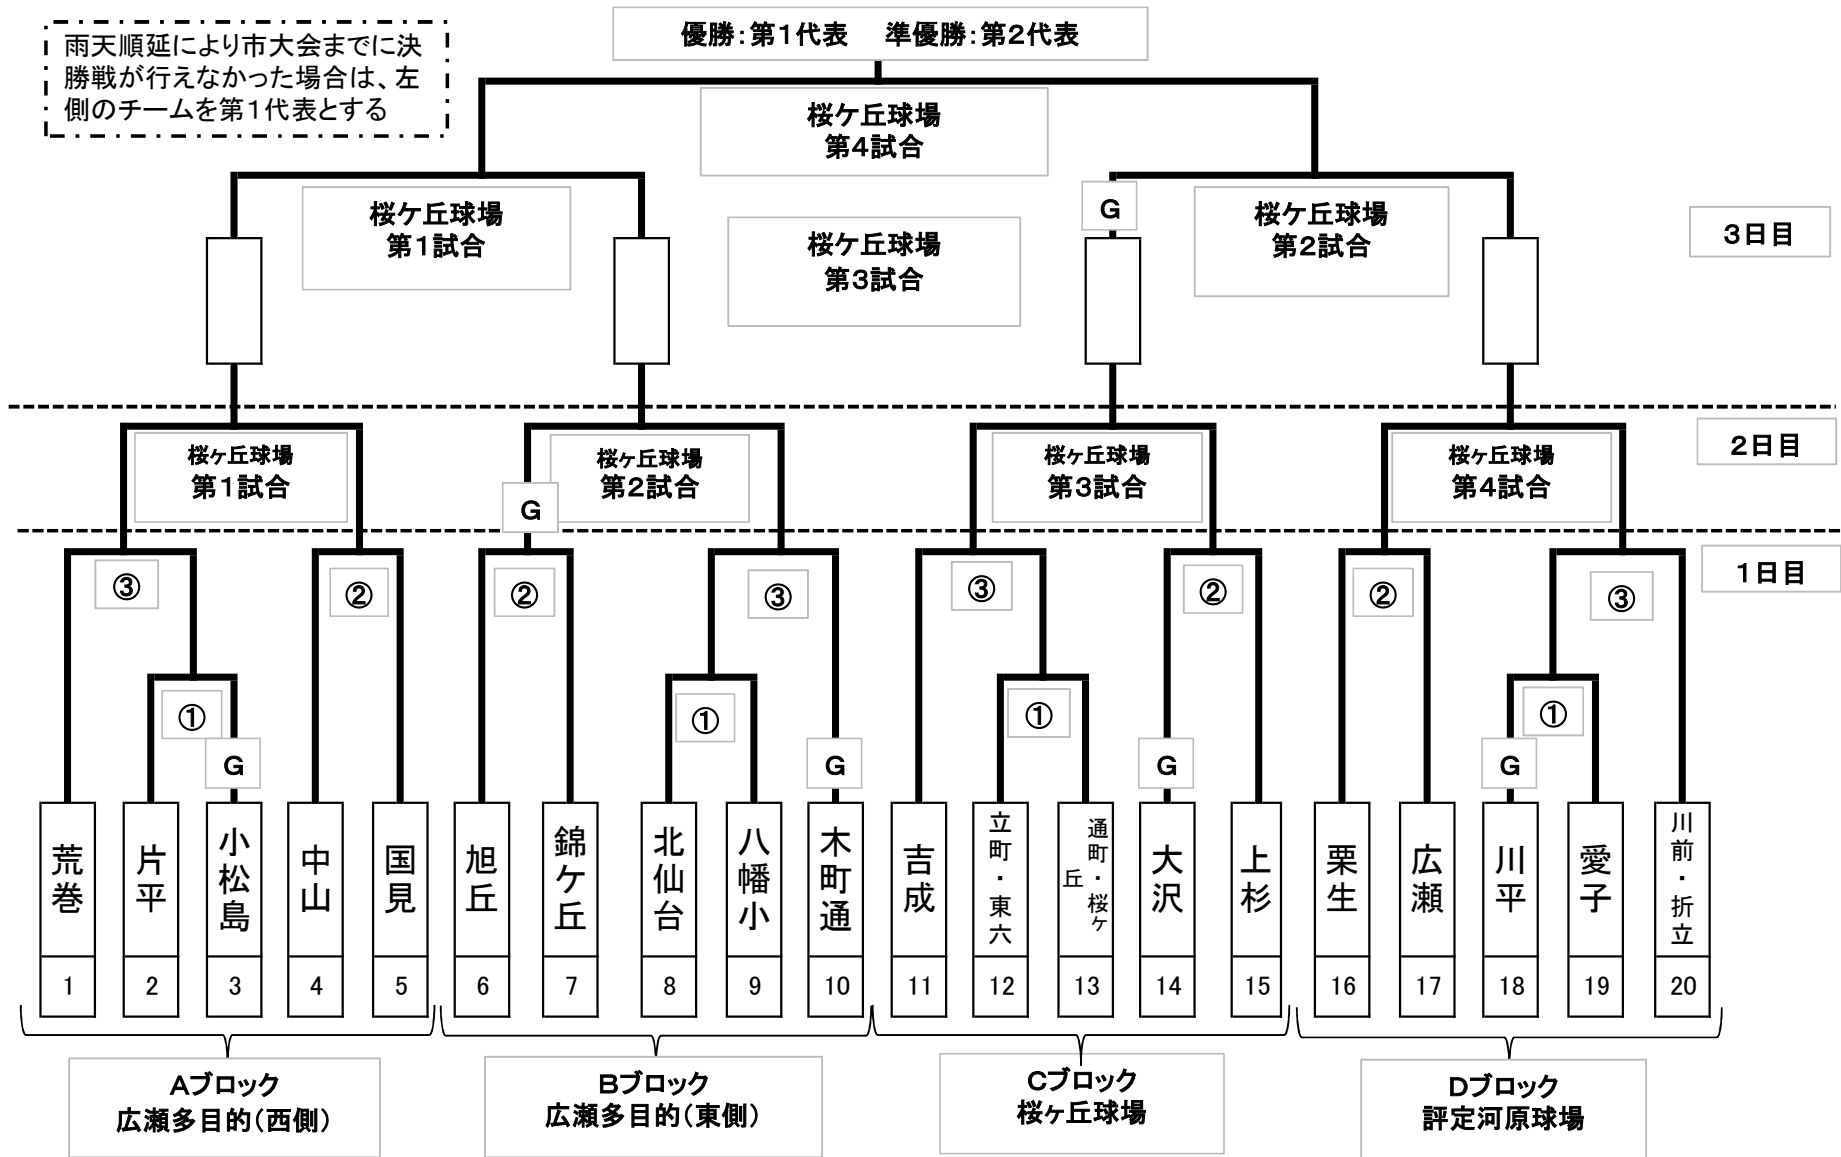 雨天順延により市大会までに決
勝戦が行えなかった場合は、左
側のチームを第1代表とする
優勝:第1代表　準優勝:第2代表
桜ケ丘球場
第4試合
桜ケ丘球場
第1試合
桜ケ丘球場
第3試合
G
桜ケ丘球場
第2試合
3日目
桜ヶ丘球場
第1試合
桜ヶ丘球場
第2試合
桜ヶ丘球場
第3試合
桜ヶ丘球場
第4試合
2日目
G
1日目
③
②
②
③
③
②
②
③
①
①
①
①
G
G
G
G
荒巻
片平
小松島
中山
国見
旭丘
錦ケ丘
北仙台
八幡小
木町通
吉成
立町・東六
通町・桜ヶ
丘
大沢
上杉
栗生
広瀬
川平
愛子
川前・折立
1
2
3
4
5
6
7
8
9
10
11
12
13
14
15
16
17
18
19
20
Aブロック
広瀬多目的(西側)
Bブロック
広瀬多目的(東側)
Cブロック
桜ヶ丘球場
Dブロック
評定河原球場